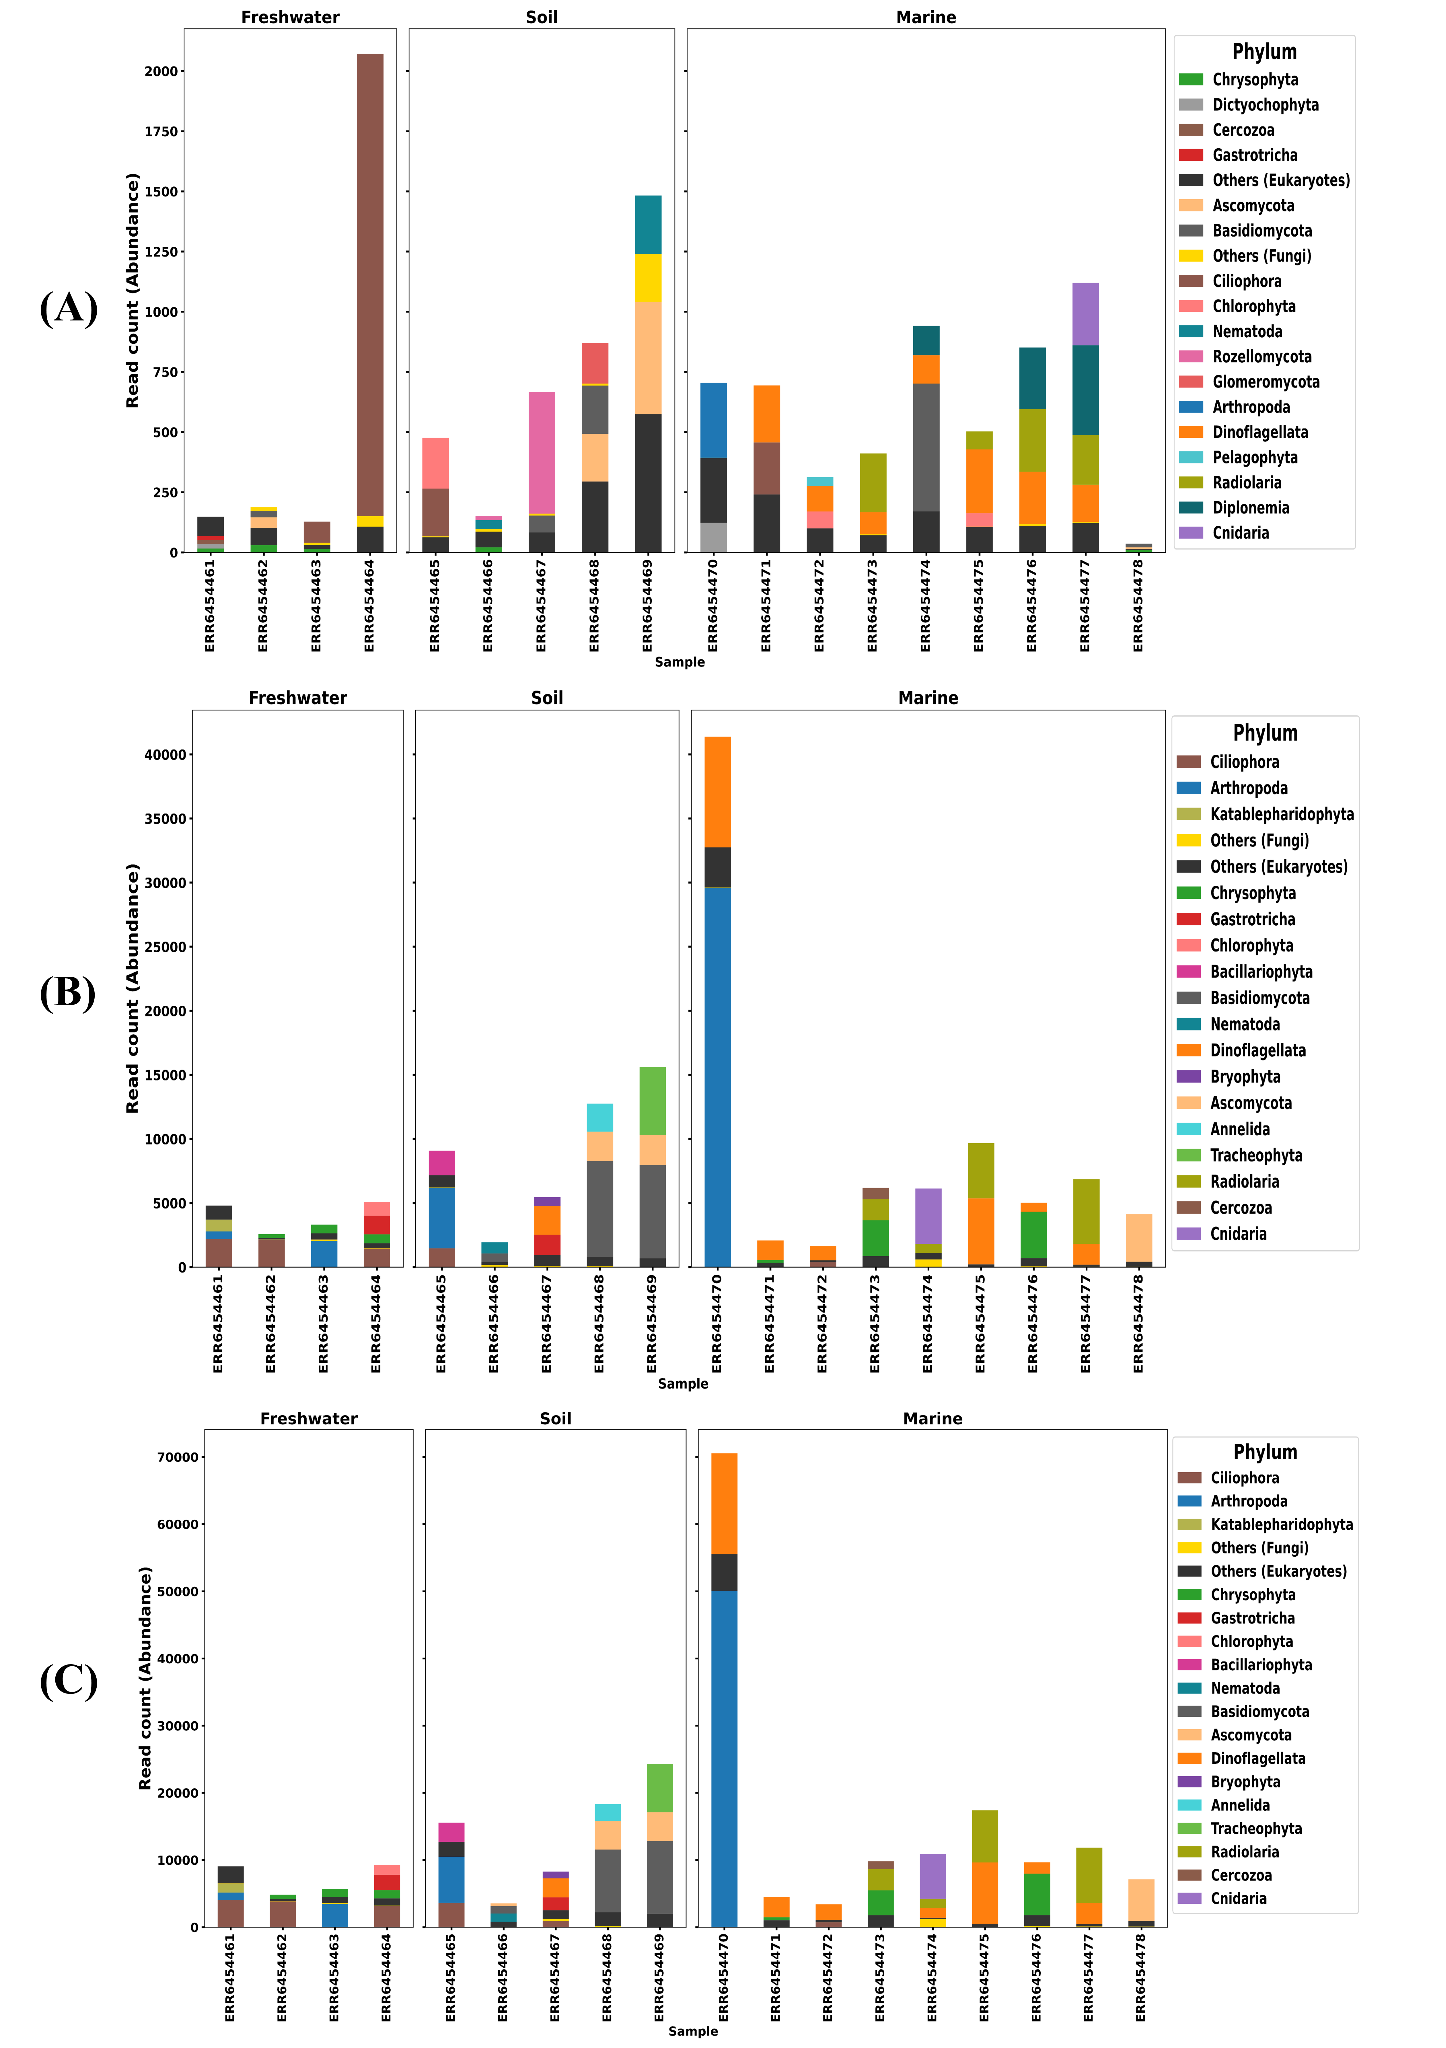 Freshwater Soil Marine
(A)
Read count (Abundance)
2000
1750
1500
1250
1000
750
500
250
0
ERR6454461 ERR6454462 ERR6454463 ERR6454464 ERR6454465 ERR6454466 ERR6454467 ERR6454468 ERR6454469 ERR6454470 ERR6454471 ERR6454472 ERR6454473 ERR6454474 ERR6454475 ERR6454476 ERR6454477 ERR6454478
Sample
Phylum
Chrysophyta
Dictyochophyta
Cercozoa
Gastrotricha
Others (Eukaryotes)
Ascomycota
Basidiomycota
Others (Fungi)
Ciliophora
Chlorophyta
Nematoda
Rozellomycota
Glomeromycota
Arthropoda
Dinoflagellata
Pelagophyta
Radiolaria
Diplonemia
Cnidaria
Freshwater Soil Marine
(B)
Read count (Abundance)
40000
35000
30000
25000
20000
15000
10000
5000
0
ERR6454461 ERR6454462 ERR6454463 ERR6454464 ERR6454465 ERR6454466 ERR6454467 ERR6454468 ERR6454469 ERR6454470 ERR6454471 ERR6454472 ERR6454473 ERR6454474 ERR6454475 ERR6454476 ERR6454477 ERR6454478
Sample
Phylum
Ciliophora
Arthropoda
Katablepharidophyta
Others (Fungi)
Others (Eukaryotes)
Chrysophyta
Gastrotricha
Chlorophyta
Bacillariophyta
Basidiomycota
Nematoda
Dinoflagellata
Bryophyta
Ascomycota
Annelida
Tracheophyta
Radiolaria
Cercozoa
Cnidaria
Freshwater Soil Marine
(C)
Read count (Abundance)
70000
60000
50000
40000
30000
20000
10000
0
ERR6454461 ERR6454462 ERR6454463 ERR6454464 ERR6454465 ERR6454466 ERR6454467 ERR6454468 ERR6454469 ERR6454470 ERR6454471 ERR6454472 ERR6454473 ERR6454474 ERR6454475 ERR6454476 ERR6454477 ERR6454478
Sample
Phylum
Ciliophora
Arthropoda
Katablepharidophyta
Others (Fungi)
Others (Eukaryotes)
Chrysophyta
Gastrotricha
Chlorophyta
Bacillariophyta
Nematoda
Basidiomycota
Ascomycota
Dinoflagellata
Bryophyta
Annelida
Tracheophyta
Radiolaria
Cercozoa
Cnidaria